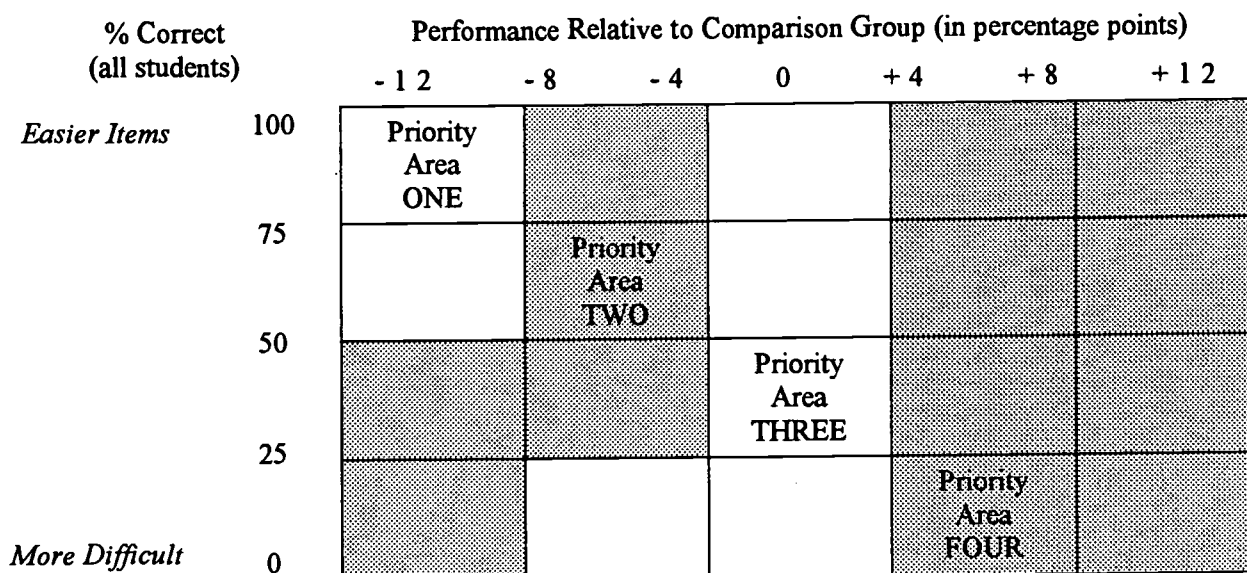 % Correct
(all students)
Performance Relative to Comparison Group (in percentage points)
- 1 2 - 8 - 4 0 + 4 + 8 + 1 2
Easier Items 100
Priority
Area
ONE
75
Priority
Area
TWO
50
Priority
Area
THREE
25
Priority
Area
FOUR
More Difficult 0